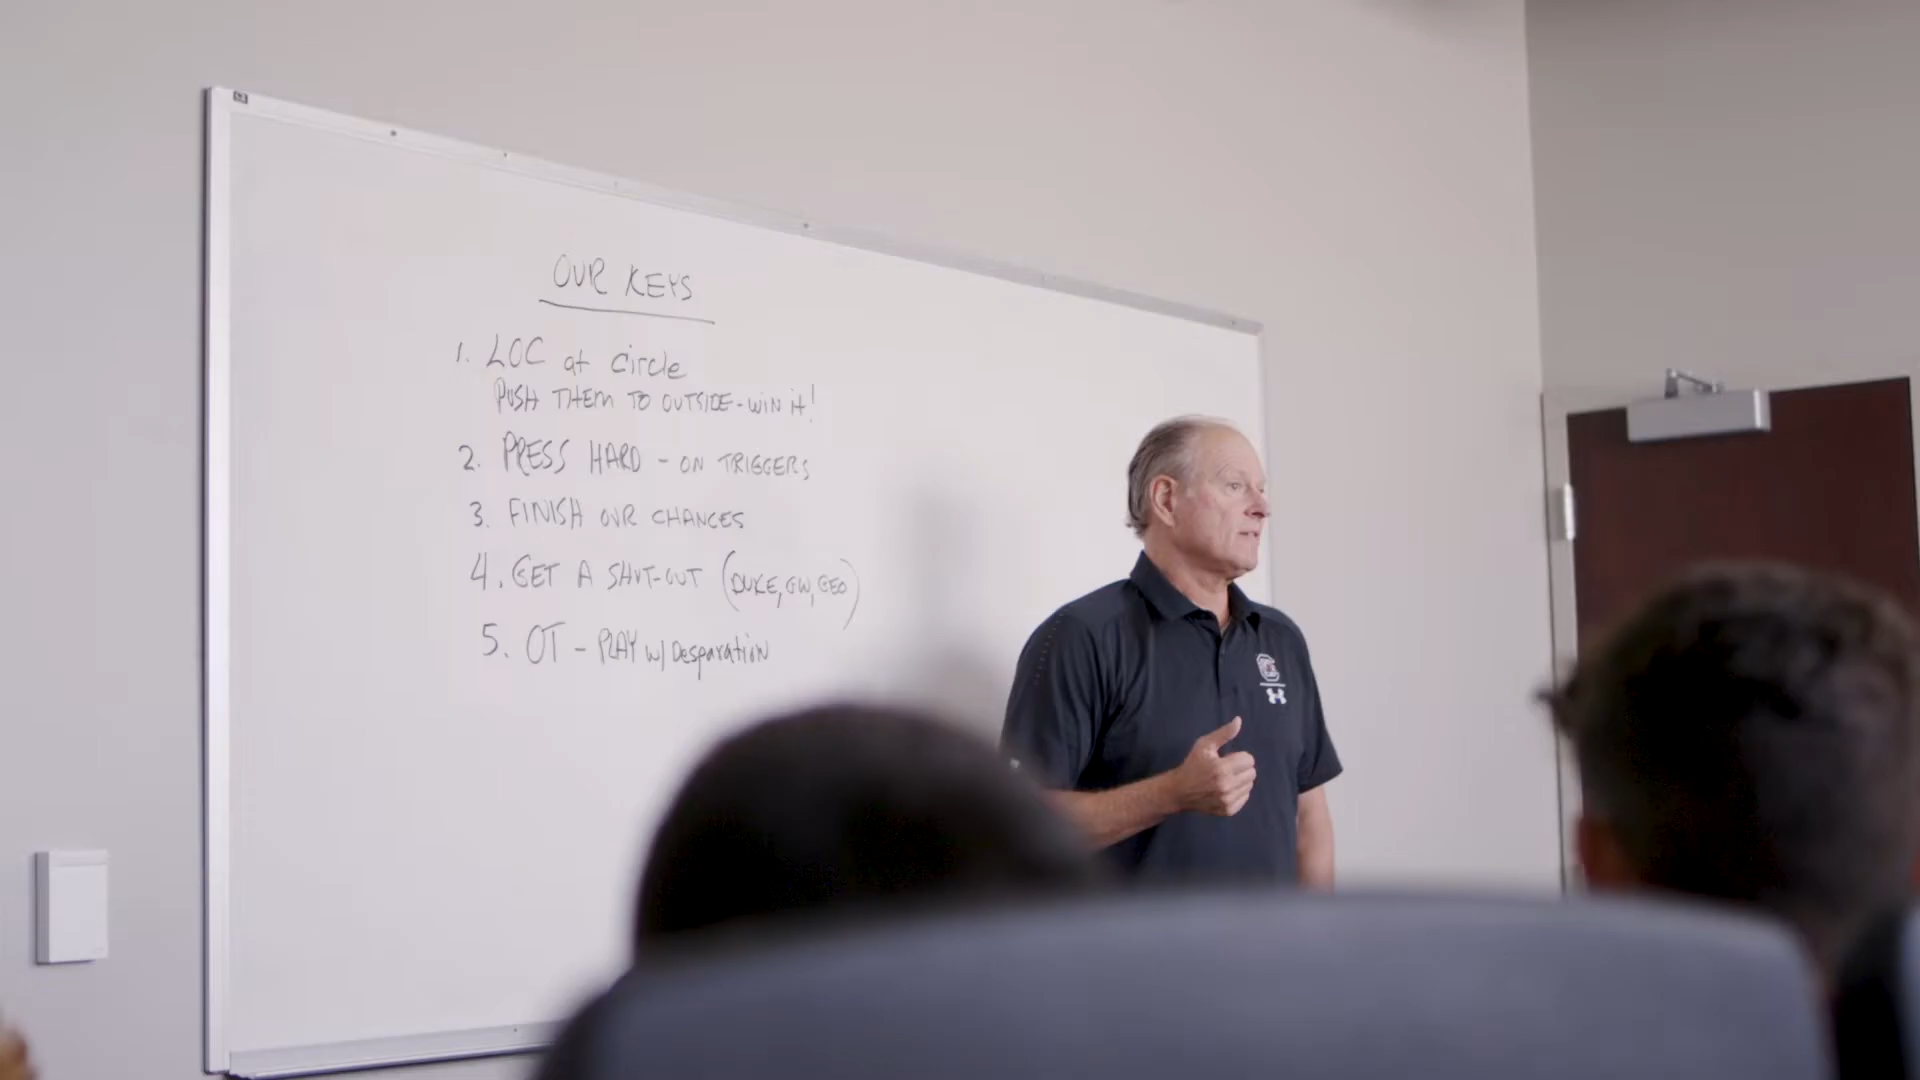 OUR KEYS
1. LOC at circle
PUSH THEM TO OUTSIDE - WIN it!
2. PRESS HARD - ON TRIGGERS
3. FINISH OUR CHANCES
4. GET A SHUT-OUT (DUKE, GW, GEO)
5. OT - PLAY w/ Desparation